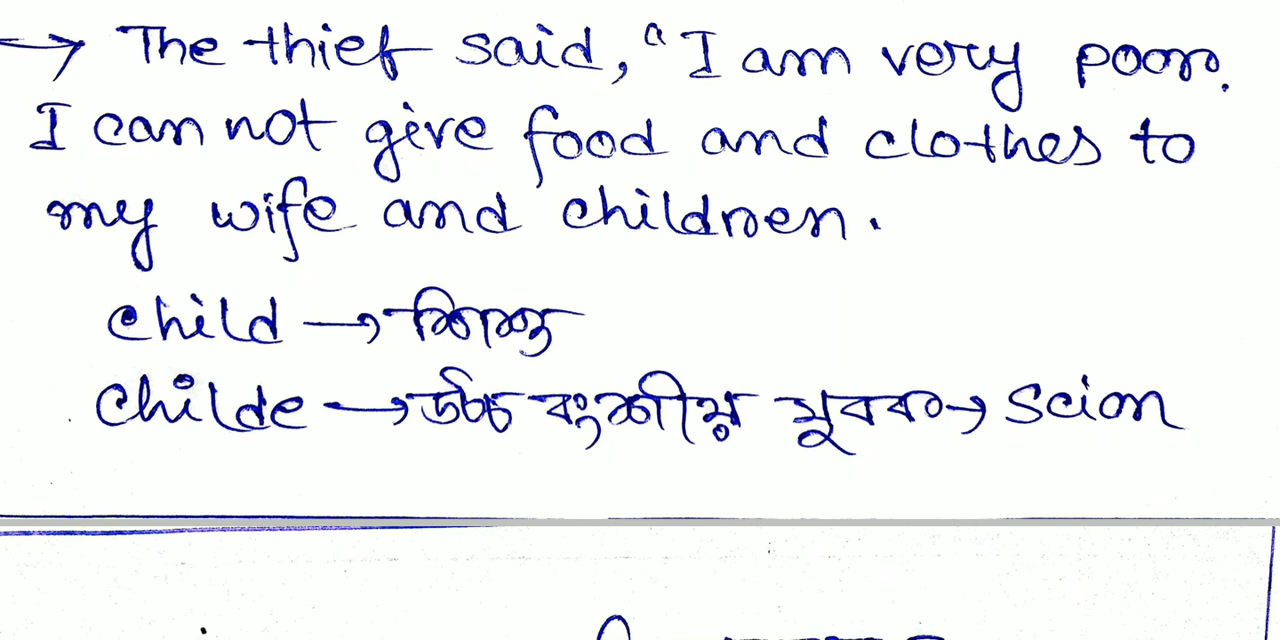 → The thief said, "I am very poor.
I can not give food and clothes to
my wife and children.
child → শিশু
Childe → উচ্চ বংশীয় যুবক → Scion